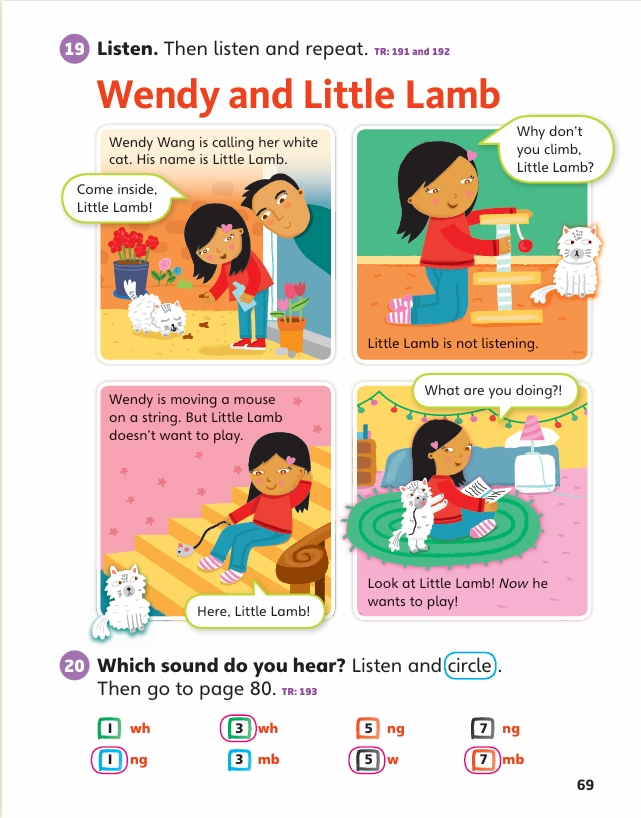 19 Listen. Then listen and repeat. TR: 191 and 192
Wendy and Little Lamb
Wendy Wang is calling her white
cat. His name is Little Lamb.
Come inside,
Little Lamb!
Why don't
you climb,
Little Lamb?
Little Lamb is not listening.
Wendy is moving a mouse
on a string. But Little Lamb
doesn't want to play.
Here, Little Lamb!
What are you doing?!
Look at Little Lamb! Now he
wants to play!
20 Which sound do you hear? Listen and circle.
Then go to page 80. TR: 193
1 wh 3 wh 5 ng 7 ng
1 ng 3 mb 5 w 7 mb
69